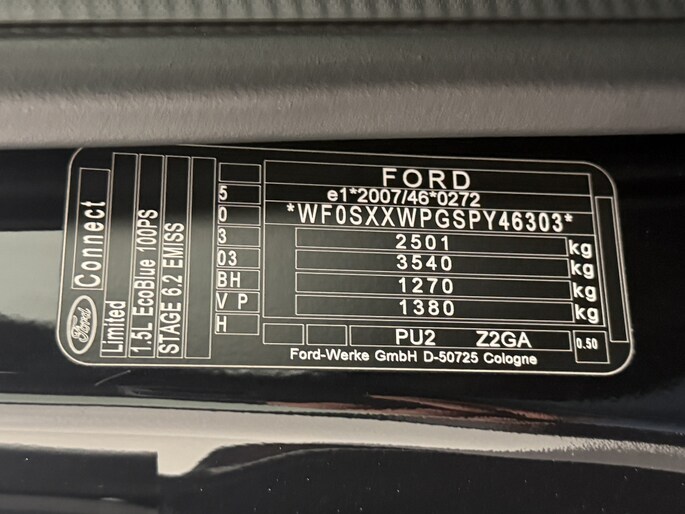 FORD
e1*2007/46*0272
*WF0SXXWPGSPY46303*
2501 kg
3540 kg
1270 kg
1380 kg
PU2 Z2GA 0.50
Ford-Werke GmbH D-50725 Cologne
5
0
3
03
BH
V P
H
Ford Connect
Limited
1.5L EcoBlue 100PS
STAGE 6.2 EMISS